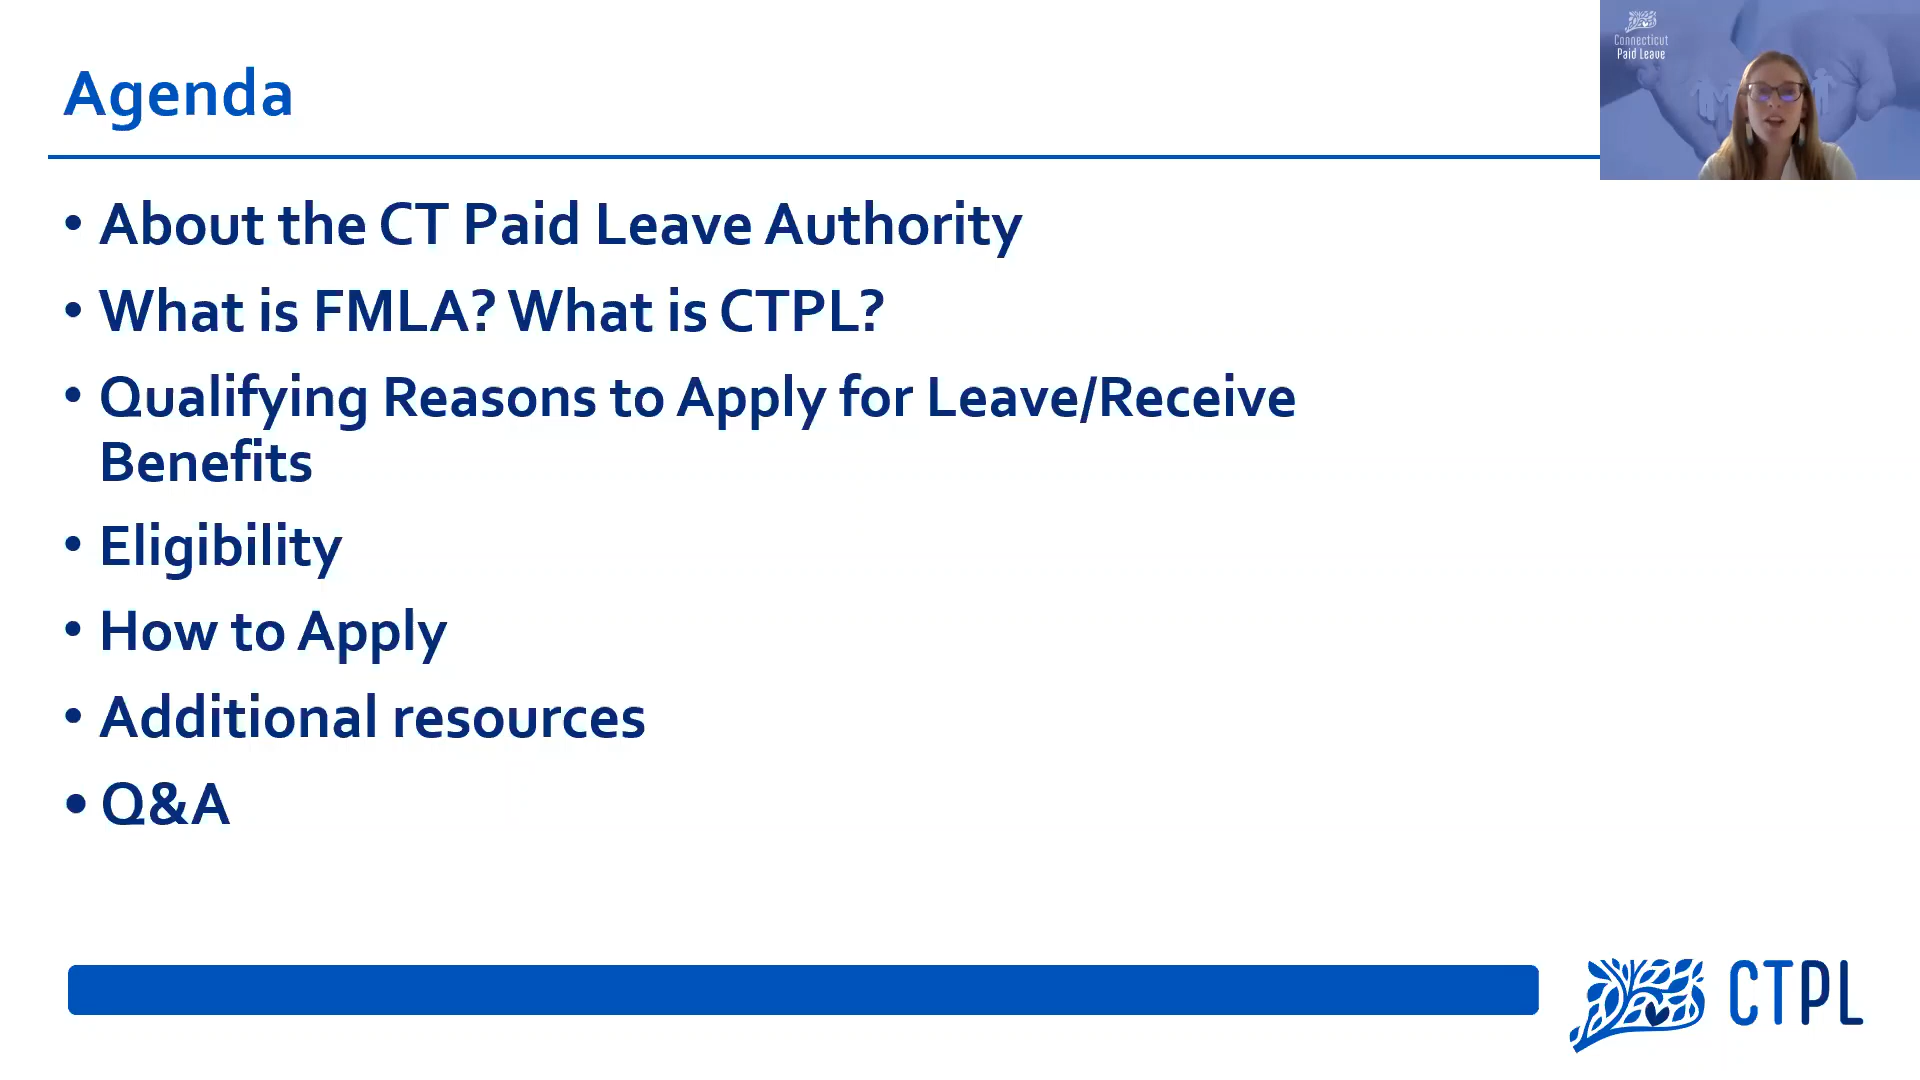 Agenda
Connecticut
Paid Leave
• About the CT Paid Leave Authority
• What is FMLA? What is CTPL?
• Qualifying Reasons to Apply for Leave/Receive
Benefits
• Eligibility
• How to Apply
• Additional resources
• Q&A
CTPL